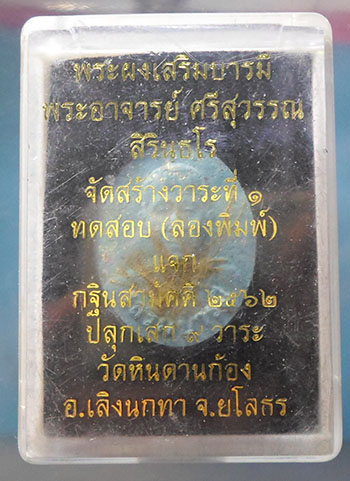 พระผงเสริมบารมี
พระอาจารย์ ศรีสุวรรณ
สิรินธโร
จัดสร้างวาระที่ ๑
ทดสอบ (ลองพิมพ์)
แจก
กฐินสามัคคี ๒๕๖๒
ปลุกเสก ๙ วาระ
วัดหินดานก้อง
อ.เลิงนกทา จ.ยโสธร